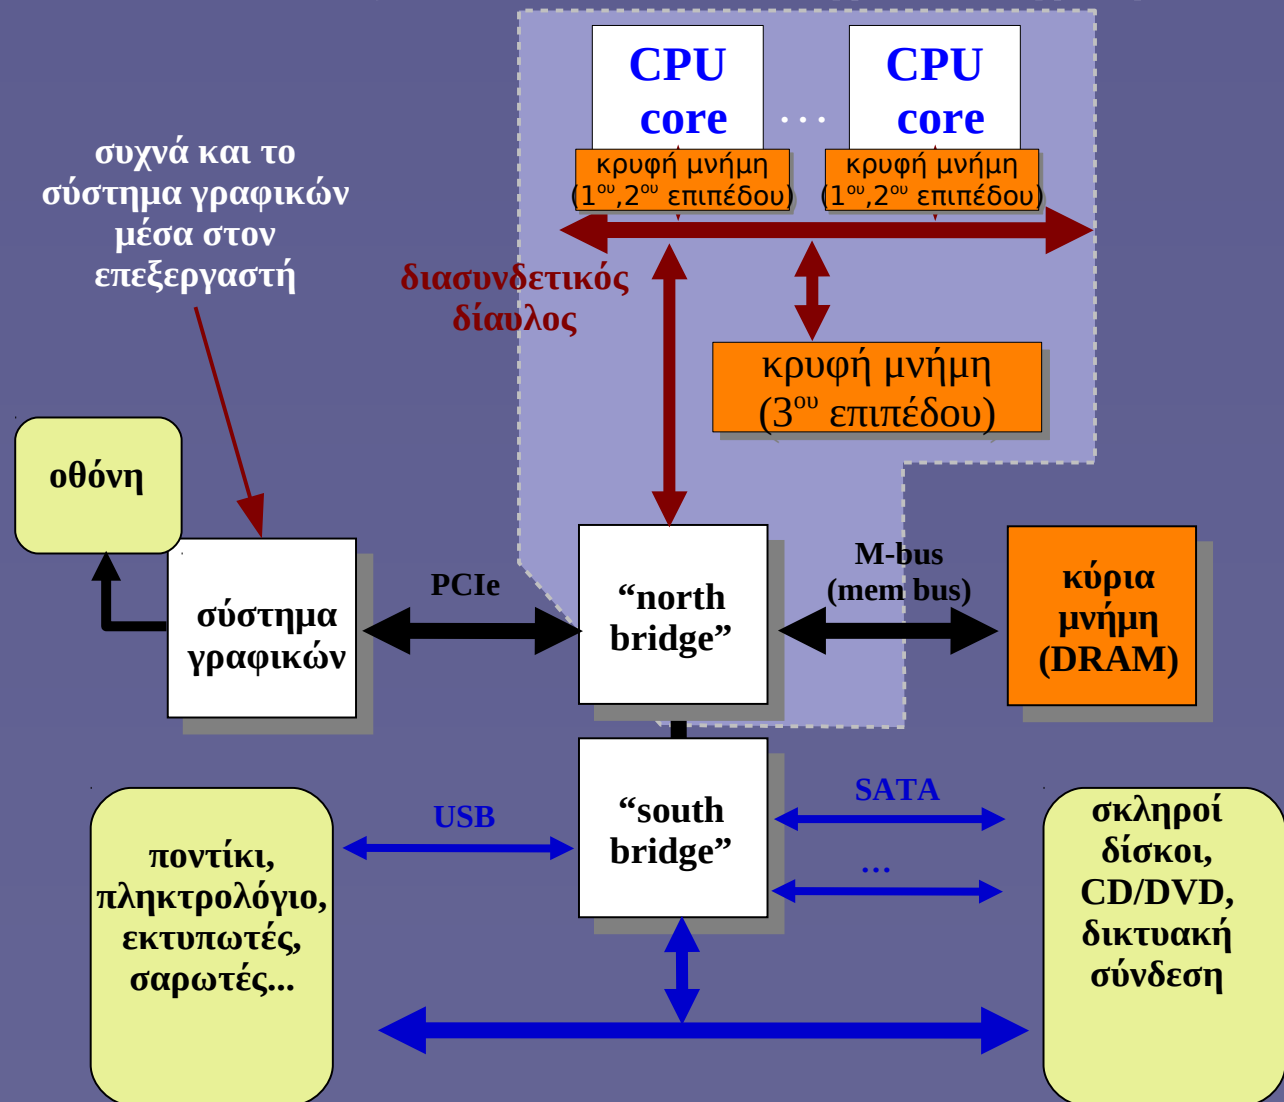 CPU
core
...
CPU
core
κρυφή μνήμη
(1ου,2ου επιπέδου)
κρυφή μνήμη
(1ου,2ου επιπέδου)
συχνά και το
σύστημα γραφικών
μέσα στον
επεξεργαστή
διασυνδετικός
δίαυλος
κρυφή μνήμη
(3ου επιπέδου)
οθόνη
σύστημα
γραφικών
PCIe
“north
bridge”
M-bus
(mem bus)
κύρια
μνήμη
(DRAM)
“south
bridge”
USB
SATA
...
ποντίκι,
πληκτρολόγιο,
εκτυπωτές,
σαρωτές...
σκληροί
δίσκοι,
CD/DVD,
δικτυακή
σύνδεση